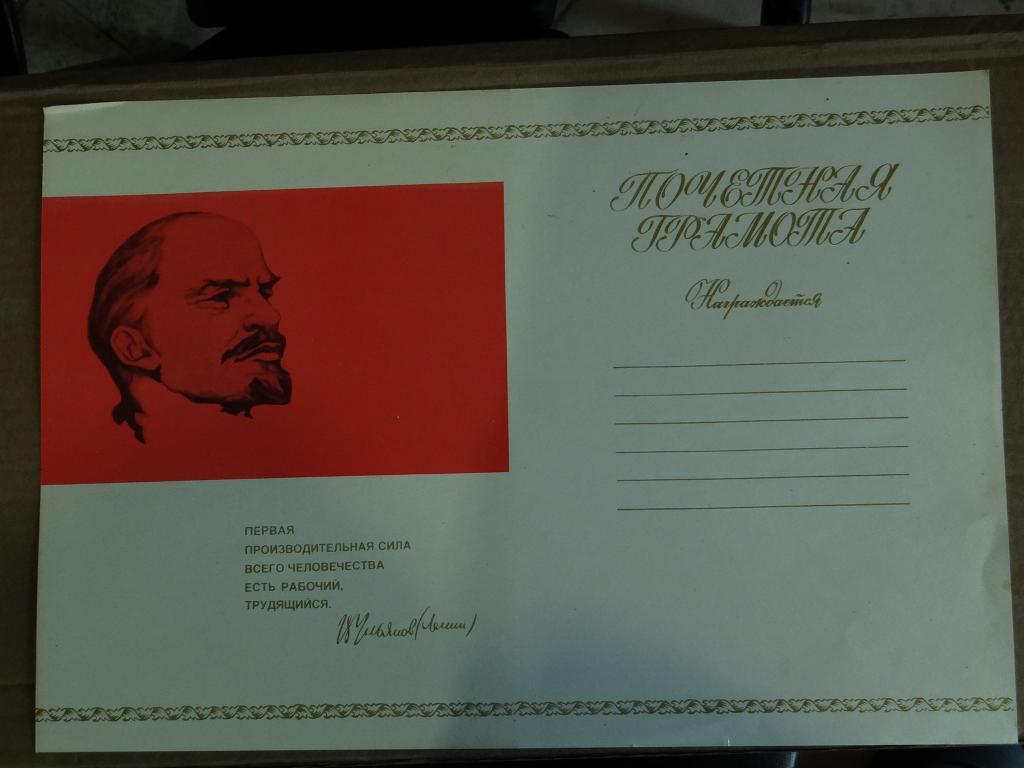 ПЕРВАЯ
ПРОИЗВОДИТЕЛЬНАЯ СИЛА
ВСЕГО ЧЕЛОВЕЧЕСТВА
ЕСТЬ РАБОЧИЙ,
ТРУДЯЩИЙСЯ.
В Ульянов (Ленин)
ПОЧЕТНАЯ
ГРАМОТА
Награждается